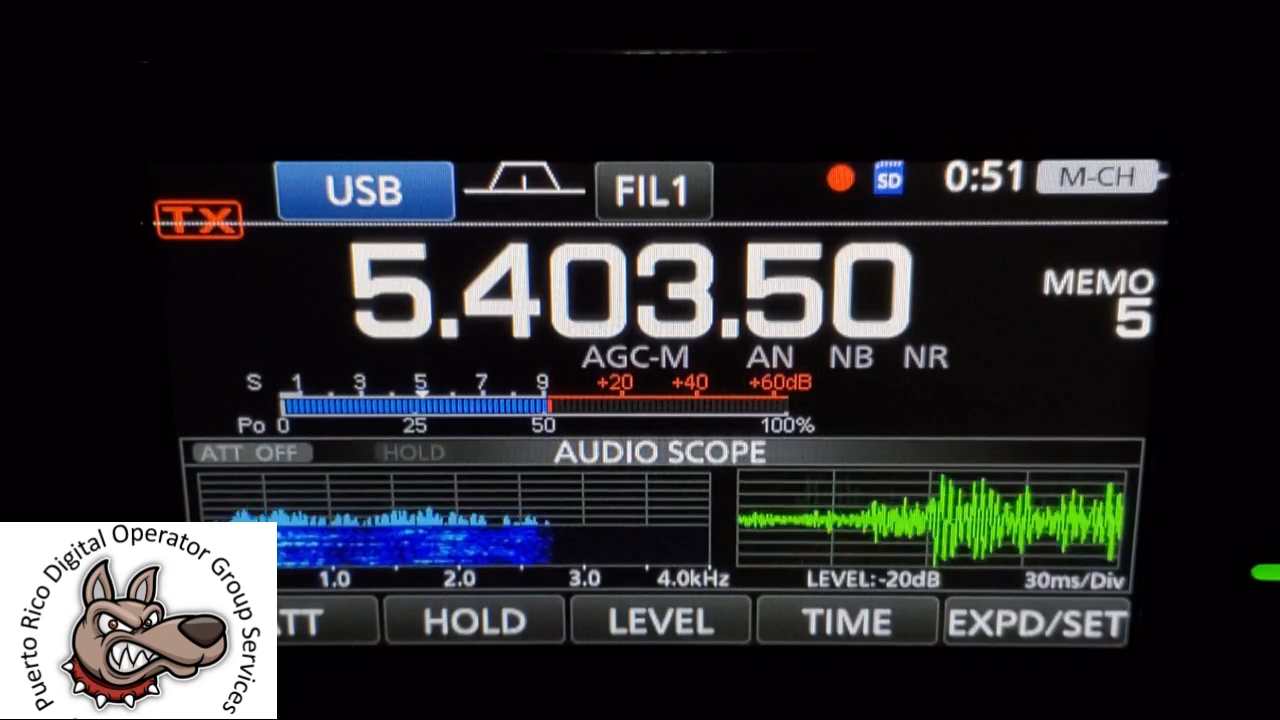 USB FIL1 SD 0:51 M-CH
TX
5.403.50
MEMO
5
AGC-M AN NB NR
S 1 3 5 7 9 +20 +40 +60dB
Po 0 25 50 100%
ATT OFF HOLD AUDIO SCOPE
1.0 2.0 3.0 4.0kHz LEVEL:-20dB 30ms/Div
HOLD LEVEL TIME EXPD/SET
Puerto Rico Digital Operator Group Services